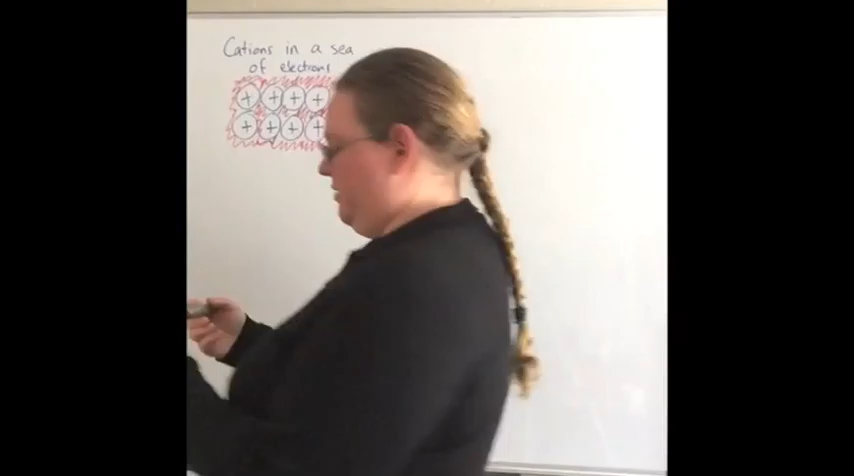 Cations in a sea
of electrons
+ + + +
+ + + +